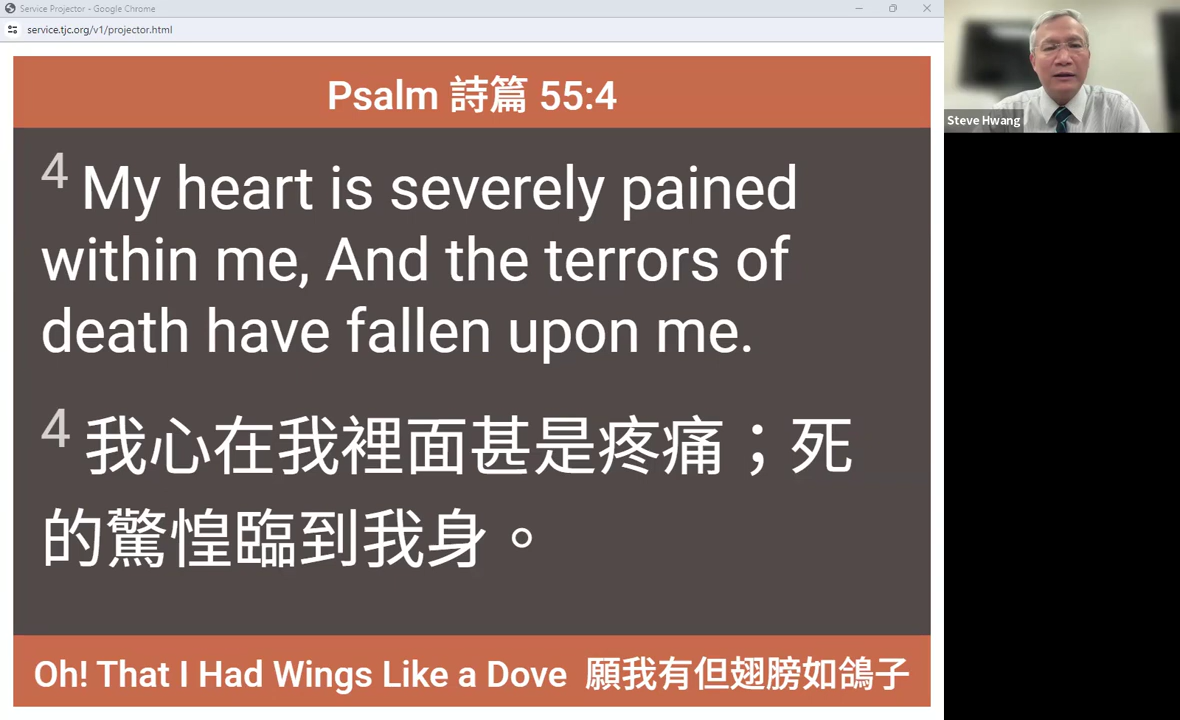 Service Projector - Google Chrome
service.tjc.org/v1/projector.html
Psalm 詩篇 55:4
4 My heart is severely pained
within me, And the terrors of
death have fallen upon me.
4 我心在我裡面甚是疼痛；死
的驚惶臨到我身。
Oh! That I Had Wings Like a Dove 願我有但翅膀如鴿子
Steve Hwang